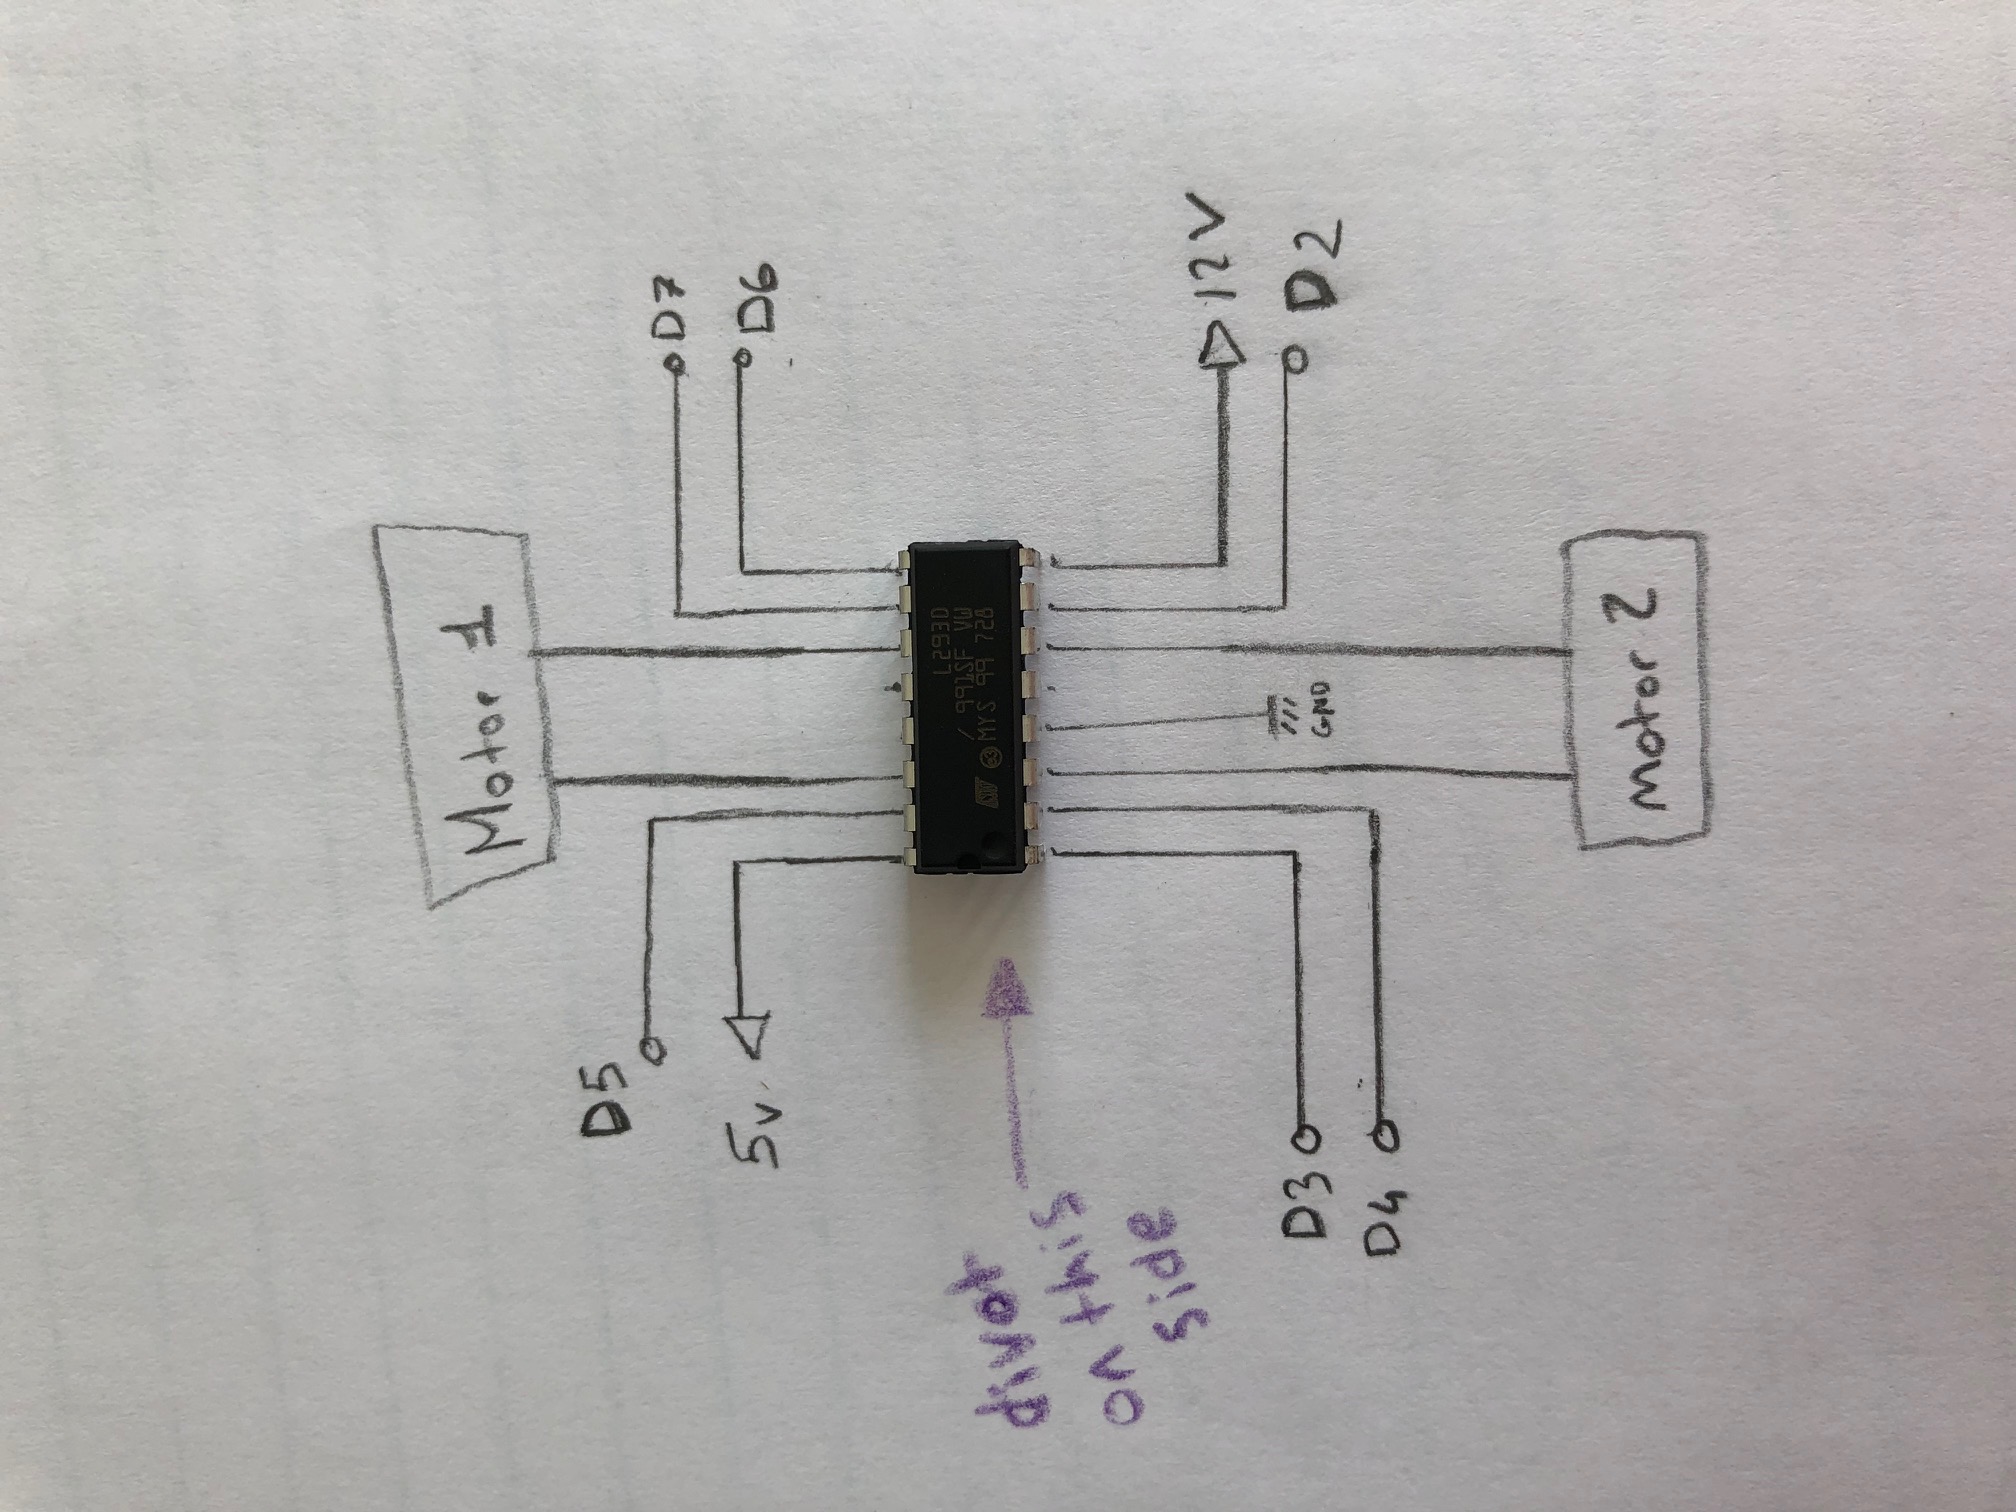 Motor 1
D5
D7
5v
D6
L293D
991SF VW
MYS 99 728
divot
on this
side
12V
D3
GND
D2
D4
motor 2